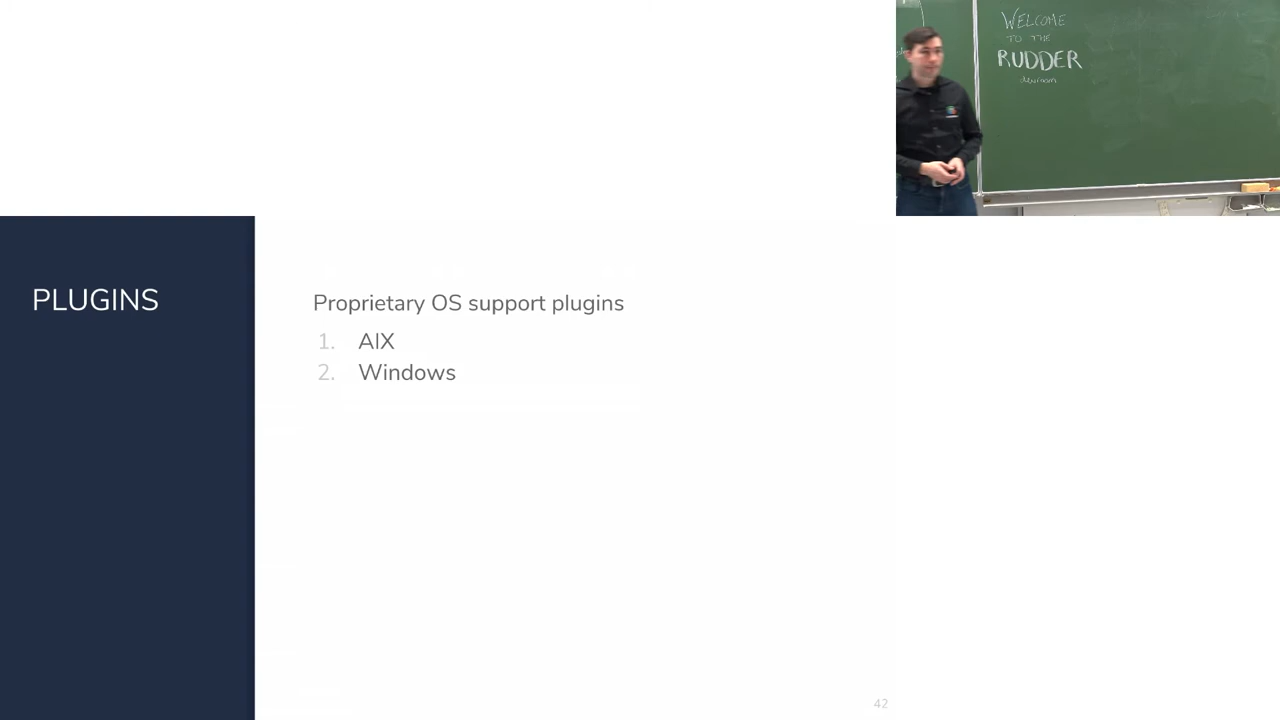 WELCOME
TO THE
RUDDER
PLUGINS
Proprietary OS support plugins
1. AIX
2. Windows
42